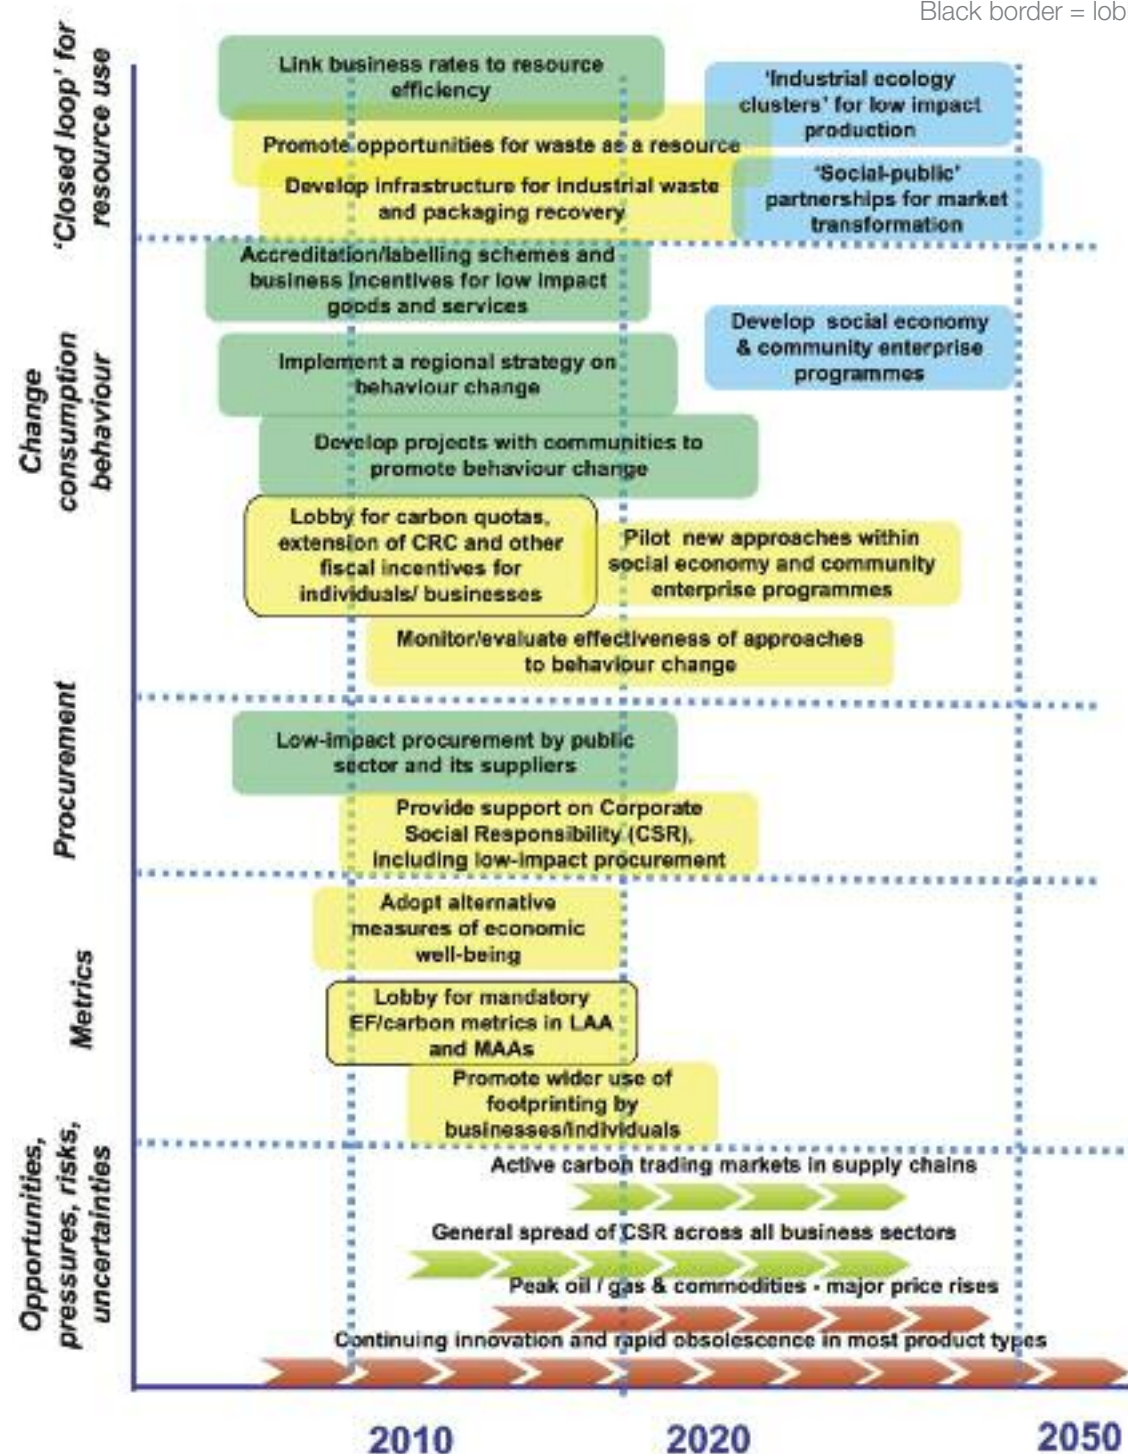 Black border = lob
'Closed loop' for
resource use
Link business rates to resource
efficiency
'Industrial ecology
clusters' for low impact
production
Promote opportunities for waste as a resource
Develop infrastructure for industrial waste
and packaging recovery
'Social-public'
partnerships for market
transformation
Change
consumption
behaviour
Accreditation/labelling schemes and
business incentives for low impact
goods and services
Develop social economy
& community enterprise
programmes
Implement a regional strategy on
behaviour change
Develop projects with communities to
promote behaviour change
Lobby for carbon quotas,
extension of CRC and other
fiscal incentives for
individuals/ businesses
Pilot new approaches within
social economy and community
enterprise programmes
Monitor/evaluate effectiveness of approaches
to behaviour change
Procurement
Low-impact procurement by public
sector and its suppliers
Provide support on Corporate
Social Responsibility (CSR),
including low-impact procurement
Metrics
Adopt alternative
measures of economic
well-being
Lobby for mandatory
EF/carbon metrics in LAA
and MAAs
Promote wider use of
footprinting by
businesses/individuals
Opportunities,
pressures, risks,
uncertainties
Active carbon trading markets in supply chains
General spread of CSR across all business sectors
Peak oil / gas & commodities - major price rises
Continuing innovation and rapid obsolescence in most product types
2010
2020
2050